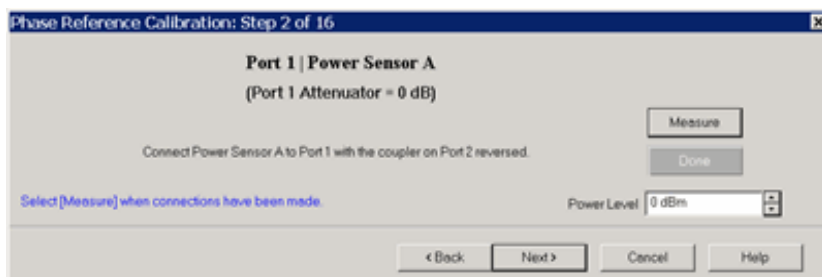 Phase Reference Calibration: Step 2 of 16
Port 1 | Power Sensor A
(Port 1 Attenuator = 0 dB)
Measure
Connect Power Sensor A to Port 1 with the coupler on Port 2 reversed.
Done
Select [Measure] when connections have been made.
Power Level 0 dBm
< Back Next > Cancel Help